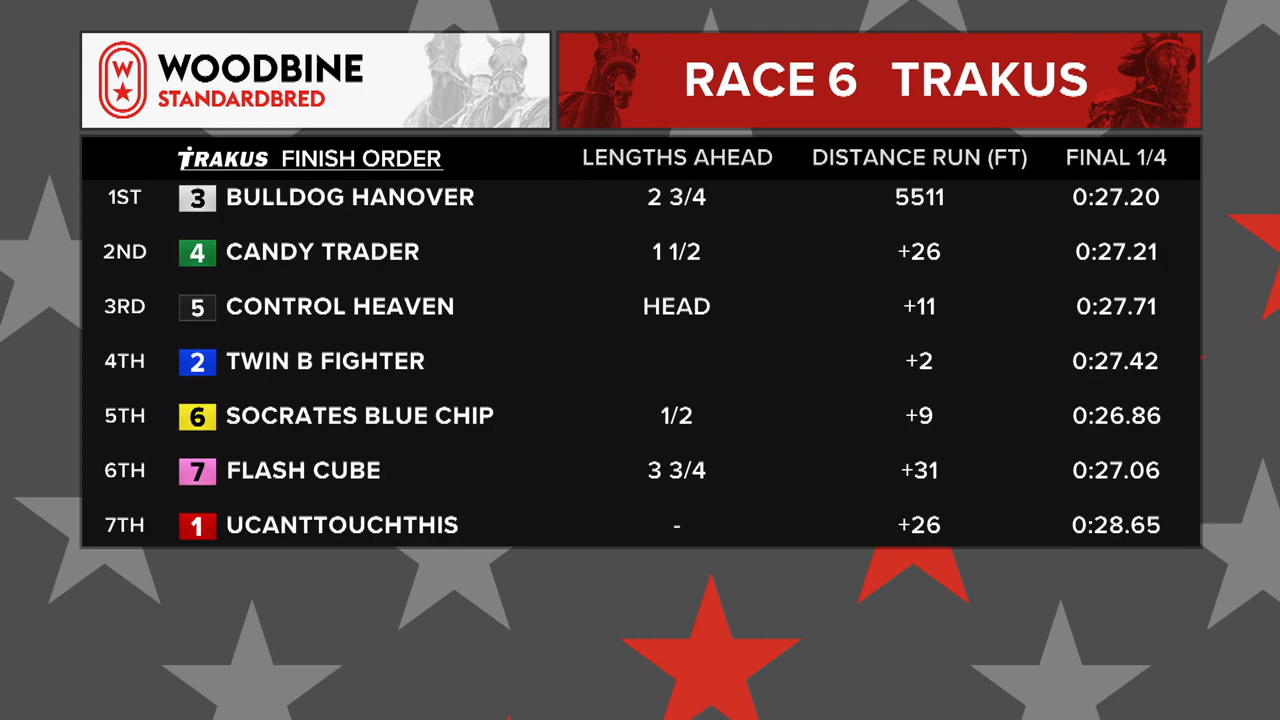 W
WOODBINE
STANDARDBRED
RACE 6 TRAKUS
TRAKUS FINISH ORDER LENGTHS AHEAD DISTANCE RUN (FT) FINAL 1/4
1ST 3 BULLDOG HANOVER 2 3/4 5511 0:27.20
2ND 4 CANDY TRADER 1 1/2 +26 0:27.21
3RD 5 CONTROL HEAVEN HEAD +11 0:27.71
4TH 2 TWIN B FIGHTER +2 0:27.42
5TH 6 SOCRATES BLUE CHIP 1/2 +9 0:26.86
6TH 7 FLASH CUBE 3 3/4 +31 0:27.06
7TH 1 UCANTTOUCHTHIS - +26 0:28.65